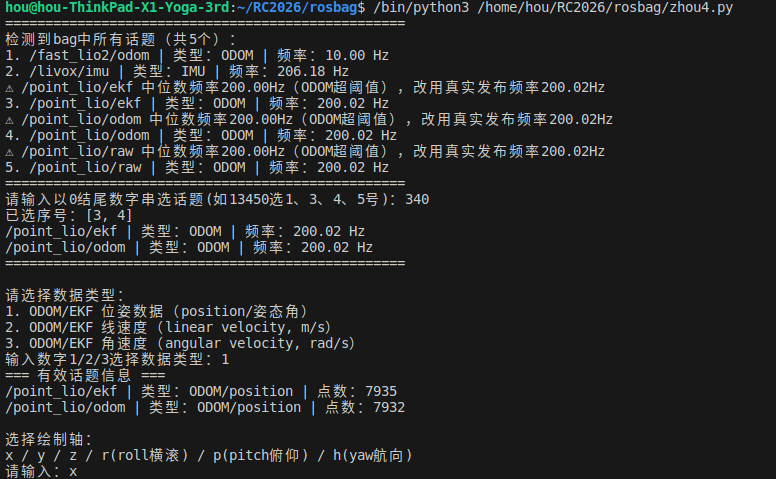 hou@hou-ThinkPad-X1-Yoga-3rd:~/RC2026/rosbag$ /bin/python3 /home/hou/RC2026/rosbag/zhou4.py
==================================================
检测到bag中所有话题（共5个）：
1. /fast_lio2/odom | 类型：ODOM | 频率：10.00 Hz
2. /livox/imu | 类型：IMU | 频率：206.18 Hz
⚠ /point_lio/ekf 中位数频率200.00Hz（ODOM超阈值），改用真实发布频率200.02Hz
3. /point_lio/ekf | 类型：ODOM | 频率：200.02 Hz
⚠ /point_lio/odom 中位数频率200.00Hz（ODOM超阈值），改用真实发布频率200.02Hz
4. /point_lio/odom | 类型：ODOM | 频率：200.02 Hz
⚠ /point_lio/raw 中位数频率200.00Hz（ODOM超阈值），改用真实发布频率200.02Hz
5. /point_lio/raw | 类型：ODOM | 频率：200.02 Hz
==================================================
请输入以0结尾数字串选话题(如13450选1、3、4、5号)：340
已选序号：[3, 4]
/point_lio/ekf | 类型：ODOM | 频率：200.02 Hz
/point_lio/odom | 类型：ODOM | 频率：200.02 Hz
==================================================
请选择数据类型：
1. ODOM/EKF 位姿数据（position/姿态角）
2. ODOM/EKF 线速度（linear velocity, m/s）
3. ODOM/EKF 角速度（angular velocity, rad/s）
输入数字1/2/3选择数据类型：1
=== 有效话题信息 ===
/point_lio/ekf | 类型：ODOM/position | 点数：7935
/point_lio/odom | 类型：ODOM/position | 点数：7932
选择绘制轴：
x / y / z / r(roll横滚) / p(pitch俯仰) / h(yaw航向)
请输入：x